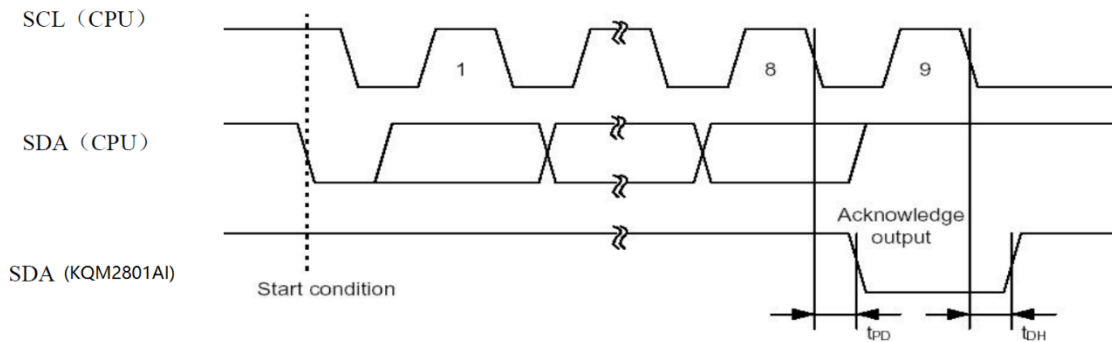 SCL（CPU）
1
8
9
SDA（CPU）
Acknowledge
output
SDA (KQM2801AI)
Start condition
tPD
tDH